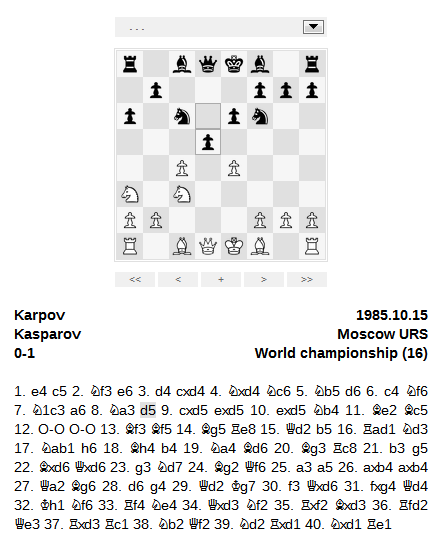 ...
<<
<
+
>
>>
Karpov 1985.10.15
Kasparov Moscow URS
0-1 World championship (16)
1. e4 c5 2. ♘f3 e6 3. d4 cxd4 4. ♘xd4 ♘c6 5. ♘b5 d6 6. c4 ♘f6
7. ♘1c3 a6 8. ♘a3 d5 9. cxd5 exd5 10. exd5 ♘b4 11. ♗e2 ♗c5
12. O-O O-O 13. ♗f3 ♗f5 14. ♗g5 ♖e8 15. ♕d2 b5 16. ♖ad1 ♘d3
17. ♘ab1 h6 18. ♗h4 b4 19. ♘a4 ♗d6 20. ♗g3 ♖c8 21. b3 g5
22. ♗xd6 ♕xd6 23. g3 ♘d7 24. ♗g2 ♕f6 25. a3 a5 26. axb4 axb4
27. ♕a2 ♗g6 28. d6 g4 29. ♕d2 ♔g7 30. f3 ♕xd6 31. fxg4 ♕d4
32. ♔h1 ♘f6 33. ♖f4 ♘e4 34. ♕xd3 ♘f2 35. ♖xf2 ♗xd3 36. ♖fd2
♕e3 37. ♖xd3 ♖c1 38. ♘b2 ♕f2 39. ♘d2 ♖xd1 40. ♘xd1 ♖e1